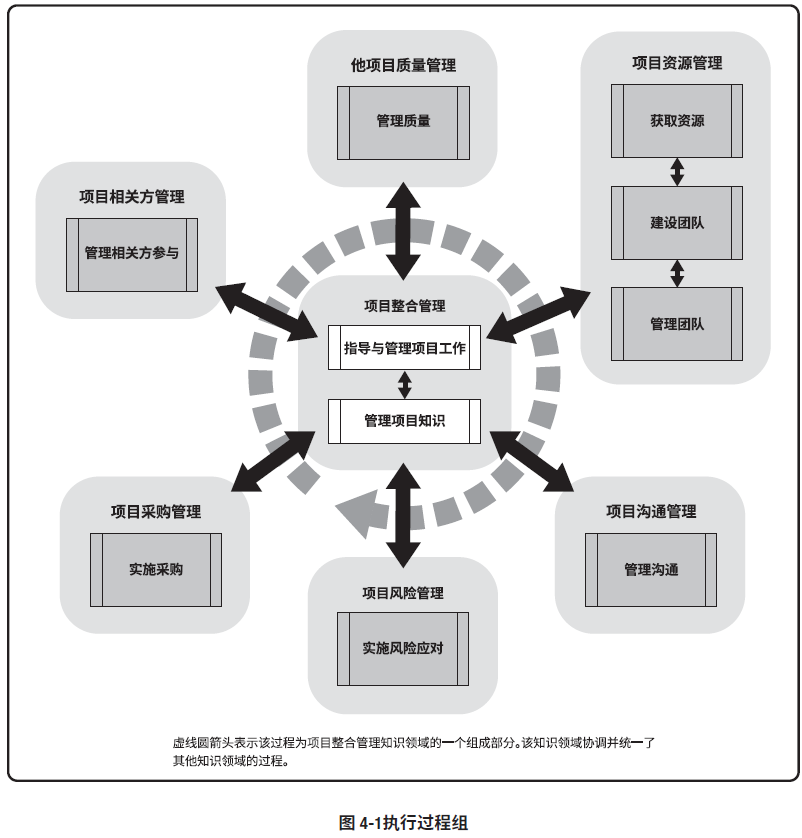 他项目质量管理
管理质量
项目资源管理
获取资源
建设团队
管理团队
项目相关方管理
管理相关方参与
项目整合管理
指导与管理项目工作
管理项目知识
项目采购管理
实施采购
项目沟通管理
管理沟通
项目风险管理
实施风险应对
虚线圆箭头表示该过程为项目整合管理知识领域的一个组成部分。该知识领域协调并统一了
其他知识领域的过程。
图 4-1执行过程组